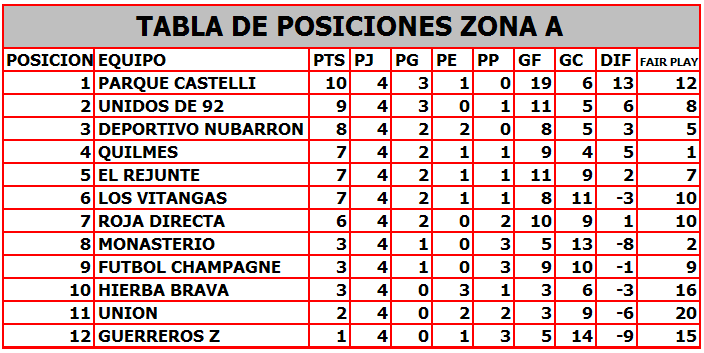 TABLA DE POSICIONES ZONA A
POSICION EQUIPO PTS PJ PG PE PP GF GC DIF FAIR PLAY
1 PARQUE CASTELLI 10 4 3 1 0 19 6 13 12
2 UNIDOS DE 92 9 4 3 0 1 11 5 6 8
3 DEPORTIVO NUBARRON 8 4 2 2 0 8 5 3 5
4 QUILMES 7 4 2 1 1 9 4 5 1
5 EL REJUNTE 7 4 2 1 1 11 9 2 7
6 LOS VITANGAS 7 4 2 1 1 8 11 -3 10
7 ROJA DIRECTA 6 4 2 0 2 10 9 1 10
8 MONASTERIO 3 4 1 0 3 5 13 -8 2
9 FUTBOL CHAMPAGNE 3 4 1 0 3 9 10 -1 9
10 HIERBA BRAVA 3 4 0 3 1 3 6 -3 16
11 UNION 2 4 0 2 2 3 9 -6 20
12 GUERREROS Z 1 4 0 1 3 5 14 -9 15